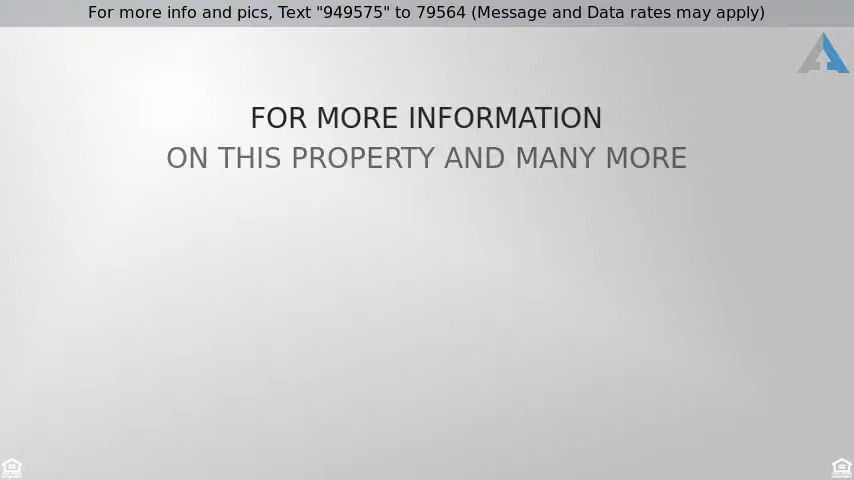 For more info and pics, Text "949575" to 79564 (Message and Data rates may apply)
FOR MORE INFORMATION
ON THIS PROPERTY AND MANY MORE